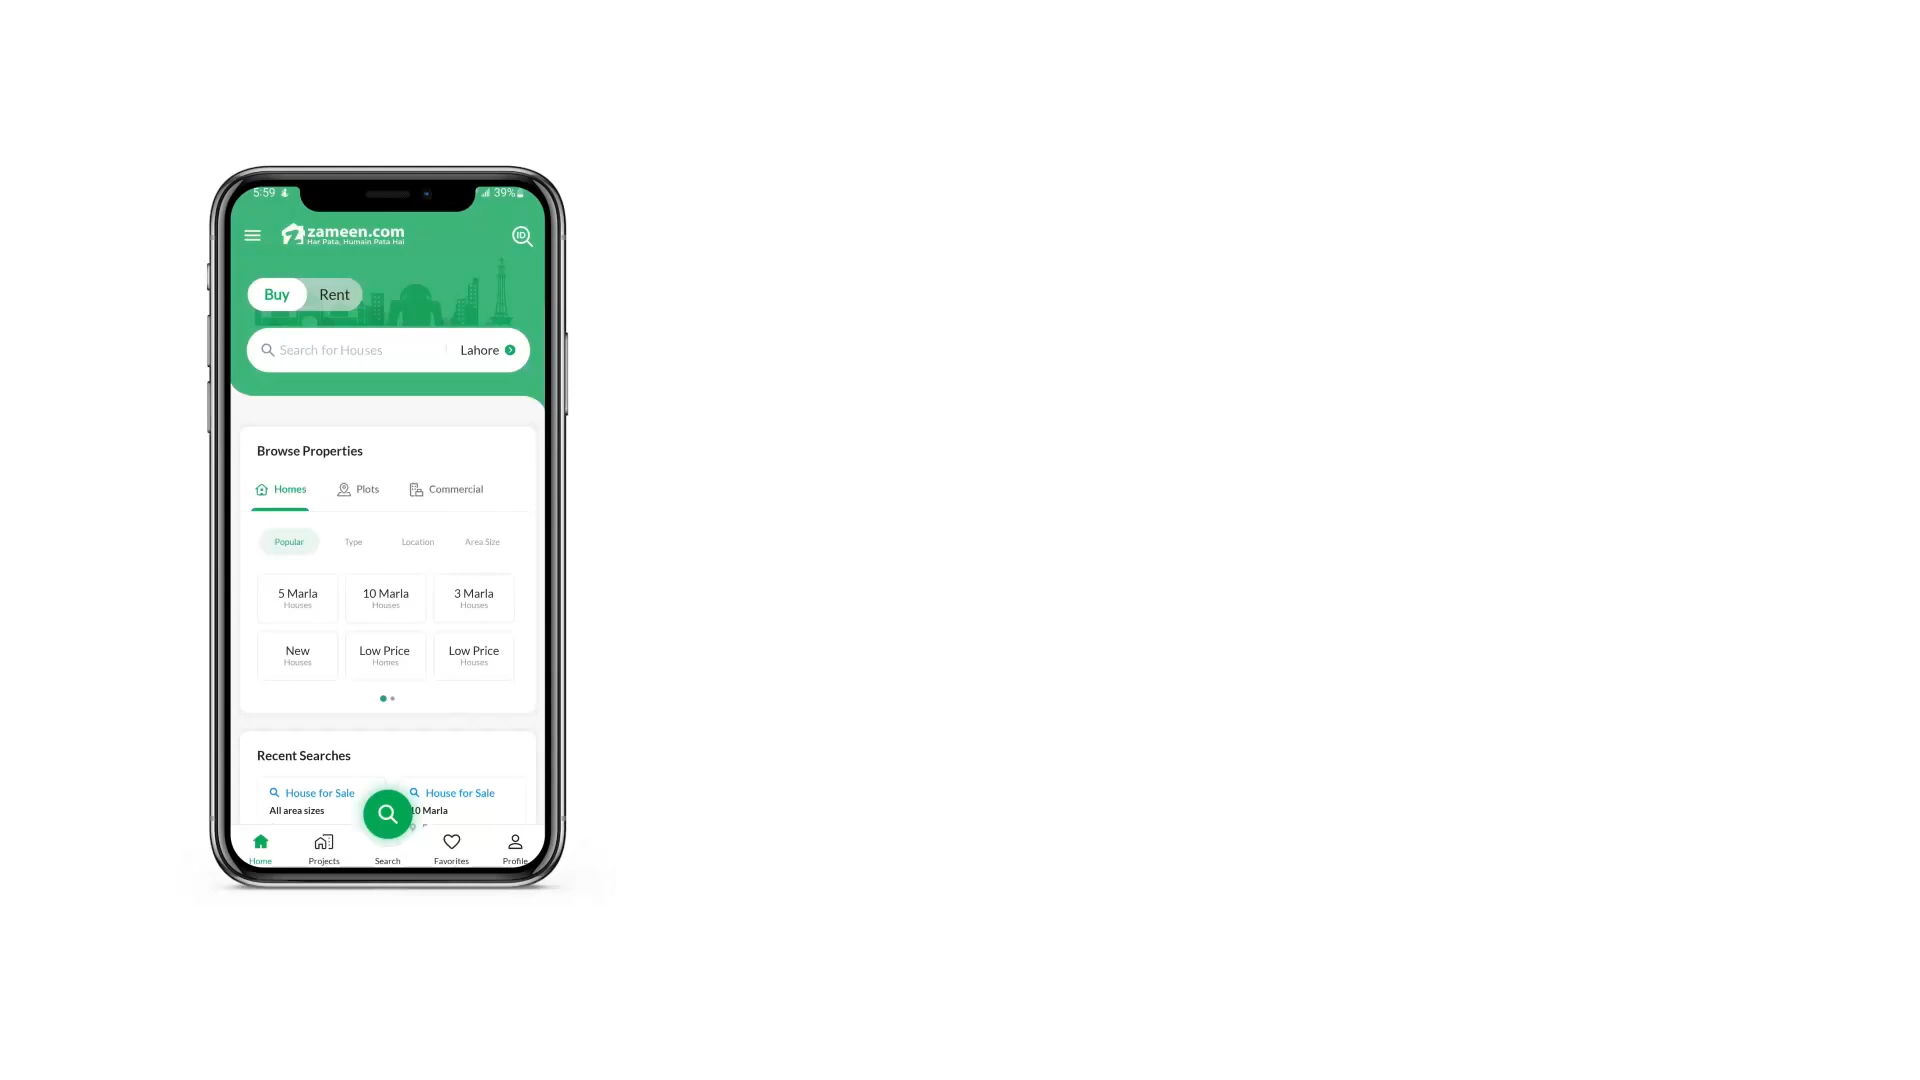 5:59 39%
zameen.com
Har Pata, Humain Pata Hai
ID
Buy Rent
Search for Houses Lahore
Browse Properties
Homes Plots Commercial
Popular Type Location Area Size
5 Marla 10 Marla 3 Marla
Houses Houses Houses
New Low Price Low Price
Houses Homes Houses
Recent Searches
House for Sale House for Sale
All area sizes 10 Marla
Home Projects Search Favorites Profile